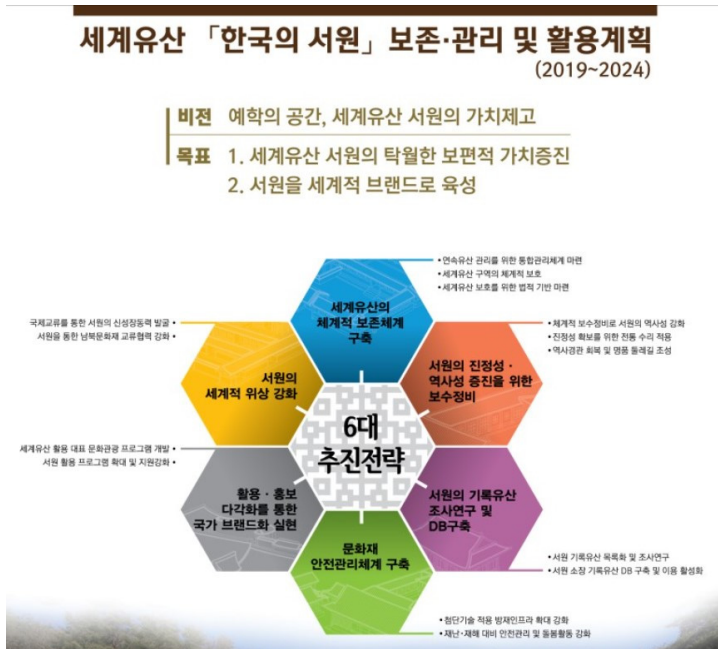 세계유산 「한국의 서원」 보존·관리 및 활용계획
(2019~2024)
비전 예학의 공간, 세계유산 서원의 가치제고
목표 1. 세계유산 서원의 탁월한 보편적 가치증진
2. 서원을 세계적 브랜드로 육성
세계유산의
체계적 보존체계
구축
• 연속유산 관리를 위한 통합관리체계 마련
• 세계유산 구역의 체계적 보호
• 세계유산 보호를 위한 법적 기반 마련
서원의 진정성·
역사성 증진을 위한
보수정비
• 체계적 보수정비로 서원의 역사성 강화
• 진정성 확보를 위한 전통 수리 적용
• 역사경관 회복 및 명품 둘레길 조성
서원의 기록유산
조사연구 및
DB구축
• 서원 기록유산 목록화 및 조사연구
• 서원 소장 기록유산 DB 구축 및 이용 활성화
문화재
안전관리체계 구축
• 첨단기술 적용 방재인프라 확대 강화
• 재난·재해 대비 안전관리 및 돌봄활동 강화
활용·홍보
다각화를 통한
국가 브랜드화 실현
세계유산 활용 대표 문화관광 프로그램 개발 •
서원 활용 프로그램 확대 및 지원강화 •
서원의
세계적 위상 강화
국제교류를 통한 서원의 신성장동력 발굴 •
서원을 통한 남북문화재 교류협력 강화 •
6대
추진전략